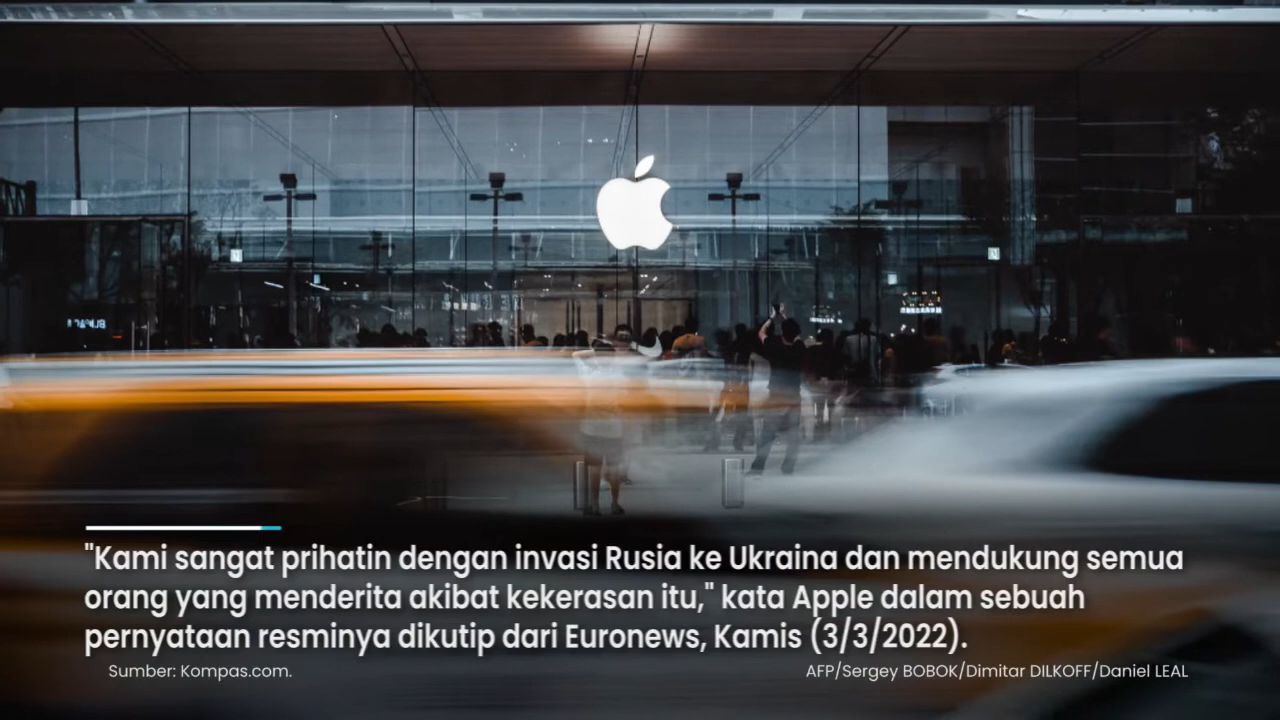 "Kami sangat prihatin dengan invasi Rusia ke Ukraina dan mendukung semua
orang yang menderita akibat kekerasan itu," kata Apple dalam sebuah
pernyataan resminya dikutip dari Euronews, Kamis (3/3/2022).
Sumber: Kompas.com.
AFP/Sergey BOBOK/Dimitar DILKOFF/Daniel LEAL